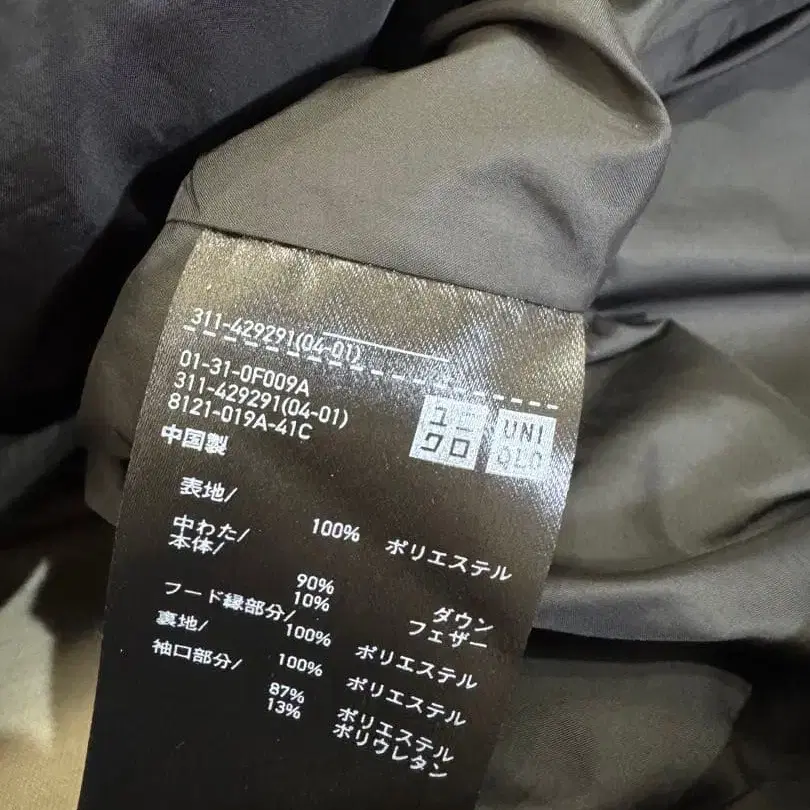 311-429291(04-01)
01-31-0F009A
311-429291(04-01)
8121-019A-41C
ユニ
クロ
UNI
QLO
中国製
表地/
100% ポリエステル
中わた/
本体/
90% ダウン
10% フェザー
フード縁部分/
100% ポリエステル
裏地/
100% ポリエステル
袖口部分/
87% ポリエステル
13% ポリウレタン